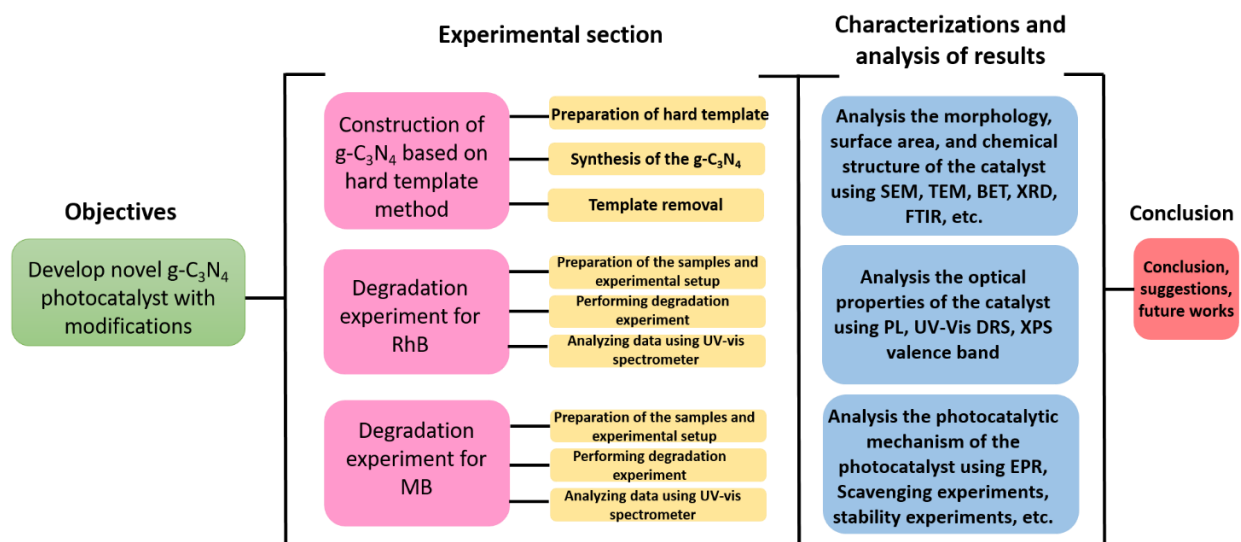 Objectives
Develop novel g-C₃N₄
photocatalyst with
modifications
Experimental section
Construction of
g-C₃N₄ based on
hard template
method
Preparation of hard template
Synthesis of the g-C₃N₄
Template removal
Degradation
experiment for
RhB
Preparation of the samples and
experimental setup
Performing degradation
experiment
Analyzing data using UV-vis
spectrometer
Degradation
experiment for
MB
Preparation of the samples and
experimental setup
Performing degradation
experiment
Analyzing data using UV-vis
spectrometer
Characterizations and
analysis of results
Analysis the morphology,
surface area, and chemical
structure of the catalyst
using SEM, TEM, BET, XRD,
FTIR, etc.
Analysis the optical
properties of the catalyst
using PL, UV-Vis DRS, XPS
valence band
Analysis the photocatalytic
mechanism of the
photocatalyst using EPR,
Scavenging experiments,
stability experiments, etc.
Conclusion
Conclusion,
suggestions,
future works